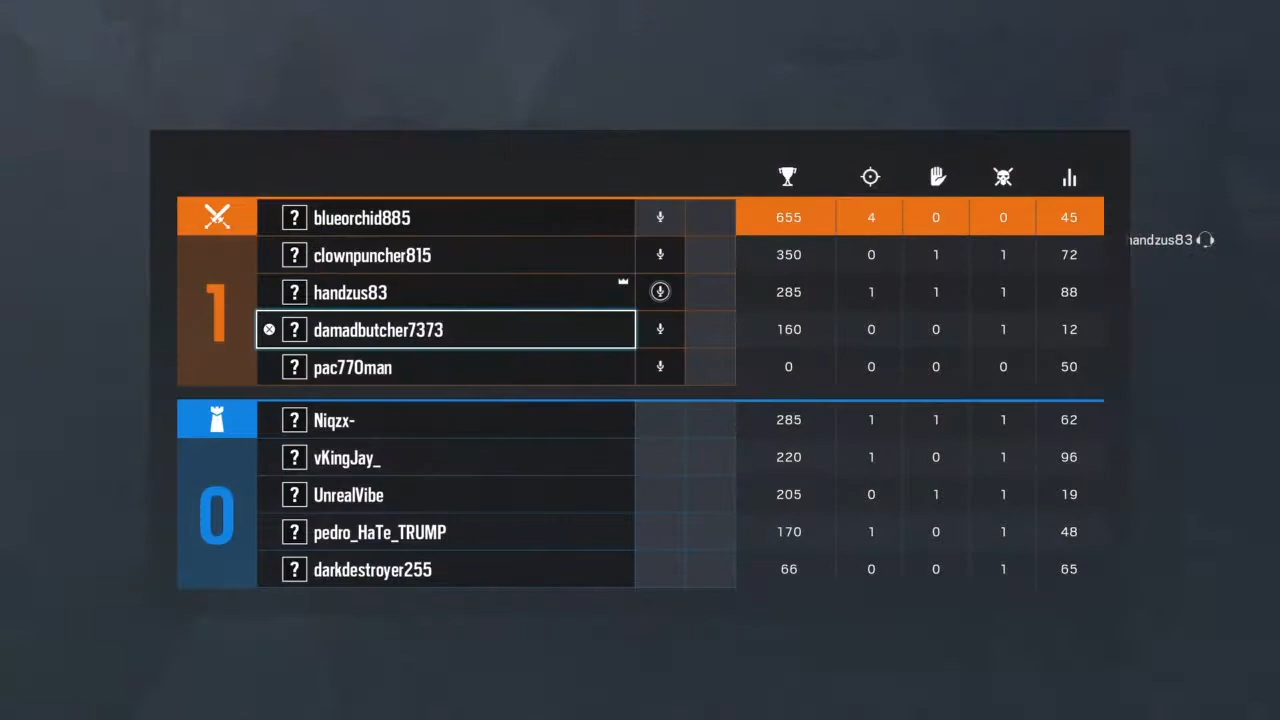 ? blueorchid885 655 4 0 0 45
? clownpuncher815 350 0 1 1 72
handzus83
1 ? handzus83 285 1 1 1 88
? damadbutcher7373 160 0 0 1 12
? pac770man 0 0 0 0 50
? Niqzx- 285 1 1 1 62
? vKingJay_ 220 1 0 1 96
0 ? UnrealVibe 205 0 1 1 19
? pedro_HaTe_TRUMP 170 1 0 1 48
? darkdestroyer255 66 0 0 1 65